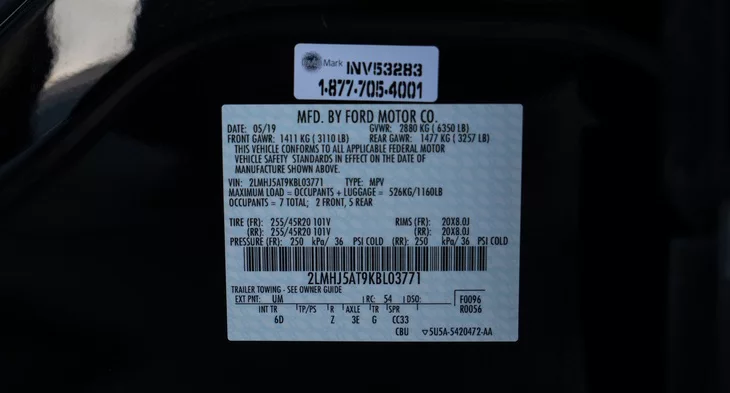 Mark INV53283
1-877-705-4001
MFD. BY FORD MOTOR CO.
DATE: 05/19 GVWR: 2880 KG ( 6350 LB)
FRONT GAWR: 1411 KG ( 3110 LB) REAR GAWR: 1477 KG ( 3257 LB)
THIS VEHICLE CONFORMS TO ALL APPLICABLE FEDERAL MOTOR
VEHICLE SAFETY STANDARDS IN EFFECT ON THE DATE OF
MANUFACTURE SHOWN ABOVE.
VIN: 2LMHJ5AT9KBL03771 TYPE: MPV
MAXIMUM LOAD = OCCUPANTS + LUGGAGE = 526KG/1160LB
OCCUPANTS = 7 TOTAL; 2 FRONT, 5 REAR
TIRE (FR): 255/45R20 101V RIMS (FR): 20X8.0J
(RR): 255/45R20 101V (RR): 20X8.0J
PRESSURE (FR): 250 kPa/ 36 PSI COLD (RR): 250 kPa/ 36 PSI COLD
2LMHJ5AT9KBL03771
TRAILER TOWING - SEE OWNER GUIDE
EXT PNT: UM RC: 54 DSO: F0096
INT TR TP/PS R AXLE TR SPR R0056
6D Z 3E G CC33
CBU 5U5A-5420472-AA